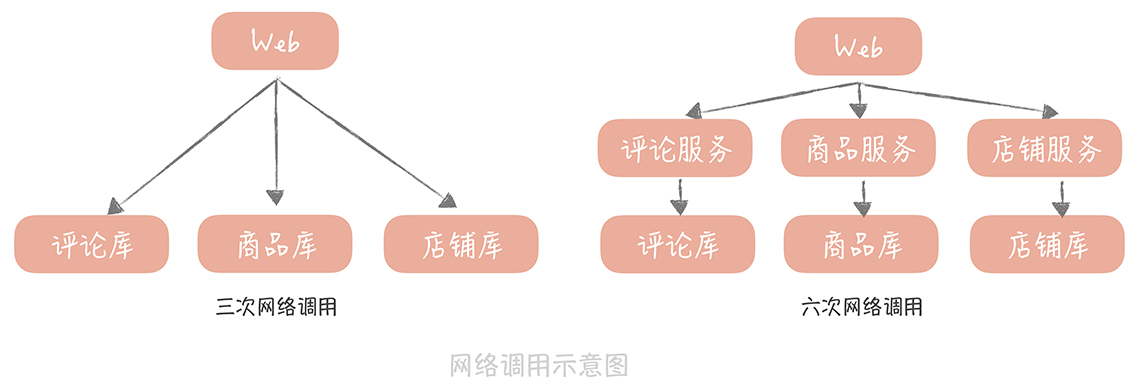 Web
评论库
商品库
店铺库
三次网络调用
Web
评论服务
商品服务
店铺服务
评论库
商品库
店铺库
六次网络调用
网络调用示意图